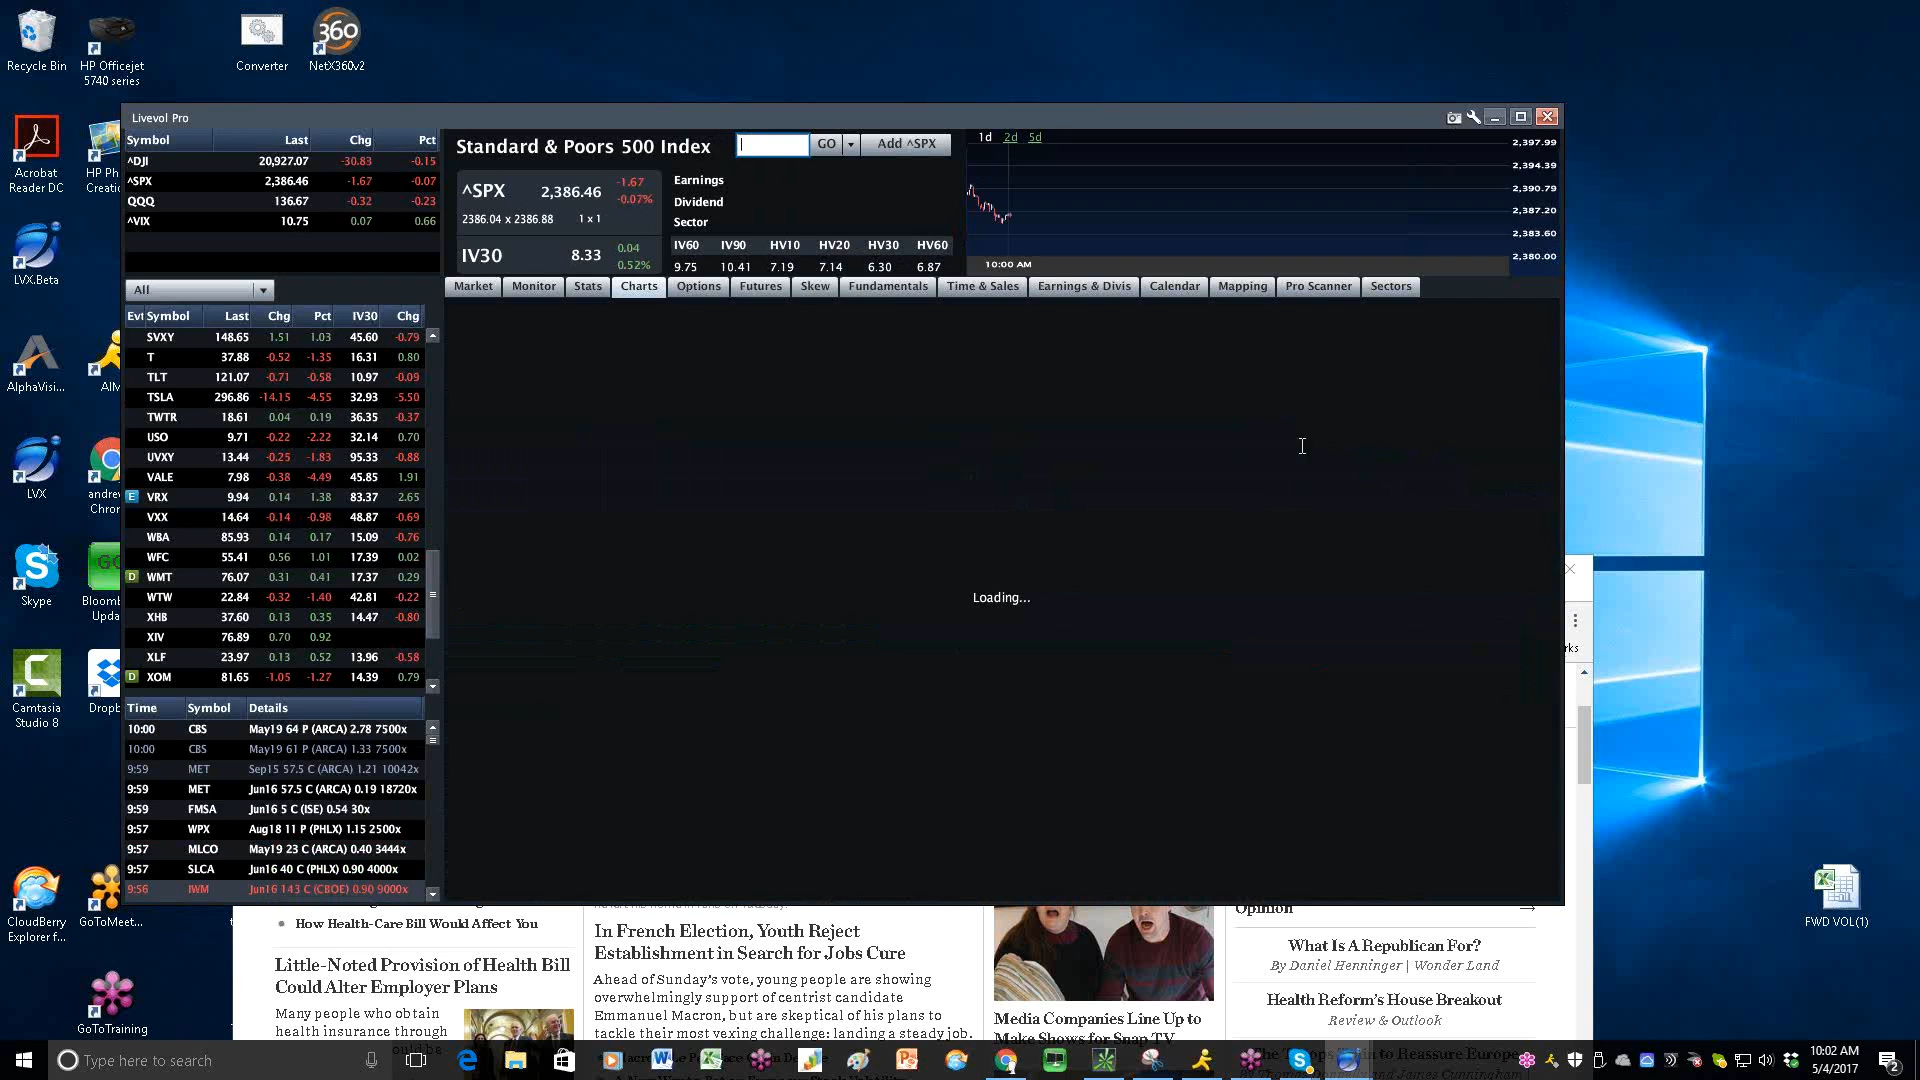 Recycle Bin
HP Officejet
5740 series
Converter
NetX360v2
Acrobat
Reader DC
HP Ph
Creatic
LVX.Beta
AlphaVisi...
AIM
LVX
andrew
Chron
Skype
Bloomb
Upda
Camtasia
Studio 8
Dropb
CloudBerry
Explorer f...
GoToMeet...
GoToTraining
FWD VOL(1)
Livevol Pro
Symbol Last Chg Pct
^DJI 20,927.07 -30.83 -0.15
^SPX 2,386.46 -1.67 -0.07
QQQ 136.67 -0.32 -0.23
^VIX 10.75 0.07 0.66
Standard & Poors 500 Index GO Add ^SPX
^SPX 2,386.46 -1.67 -0.07%
2386.04 x 2386.88 1 x 1
IV30 8.33 0.04 0.52%
Earnings
Dividend
Sector
IV60 IV90 HV10 HV20 HV30 HV60
9.75 10.41 7.19 7.14 6.30 6.87
1d 2d 5d
2,397.99
2,394.39
2,390.79
2,387.20
2,383.60
2,380.00
10:00 AM
Market Monitor Stats Charts Options Futures Skew Fundamentals Time & Sales Earnings & Divis Calendar Mapping Pro Scanner Sectors
All
Evt Symbol Last Chg Pct IV30 Chg
SVXY 148.65 1.51 1.03 45.60 -0.79
T 37.88 -0.52 -1.35 16.31 0.80
TLT 121.07 -0.71 -0.58 10.97 -0.09
TSLA 296.86 -14.15 -4.55 32.93 -5.50
TWTR 18.61 0.04 0.19 36.35 -0.37
USO 9.71 -0.22 -2.22 32.14 0.70
UVXY 13.44 -0.25 -1.83 95.33 -0.88
VALE 7.98 -0.38 -4.49 45.85 1.91
E VRX 9.94 0.14 1.38 83.37 2.65
VXX 14.64 -0.14 -0.98 48.87 -0.69
WBA 85.93 0.14 0.17 15.09 -0.76
WFC 55.41 0.56 1.01 17.39 0.02
D WMT 76.07 0.31 0.41 17.37 0.29
WTW 22.84 -0.32 -1.40 42.81 -0.22
XHB 37.60 0.13 0.35 14.47 -0.80
XIV 76.89 0.70 0.92
XLF 23.97 0.13 0.52 13.96 -0.58
D XOM 81.65 -1.05 -1.27 14.39 0.79
Loading...
Time Symbol Details
10:00 CBS May19 64 P (ARCA) 2.78 7500x
10:00 CBS May19 61 P (ARCA) 1.33 7500x
9:59 MET Sep15 57.5 C (ARCA) 1.21 10042x
9:59 MET Jun16 57.5 C (ARCA) 0.19 18720x
9:59 FMSA Jun16 5 C (ISE) 0.54 30x
9:57 WPX Aug18 11 P (PHLX) 1.15 2500x
9:57 MLCO May19 23 C (ARCA) 0.40 3444x
9:57 SLCA Jun16 40 C (PHLX) 0.90 4000x
9:56 IWM Jun16 143 C (CBOE) 0.90 9000x
rks
How Health-Care Bill Would Affect You
Little-Noted Provision of Health Bill
Could Alter Employer Plans
Many people who obtain
health insurance through
In French Election, Youth Reject
Establishment in Search for Jobs Cure
Ahead of Sunday's vote, young people are showing
overwhelmingly support of centrist candidate
Emmanuel Macron, but are skeptical of his plans to
tackle their most vexing challenge: landing a steady job.
Media Companies Line Up to
Make Shows for Snap TV
Opinion
What Is A Republican For?
By Daniel Henninger | Wonder Land
Health Reform's House Breakout
Review & Outlook
Type here to search
10:02 AM
5/4/2017
2